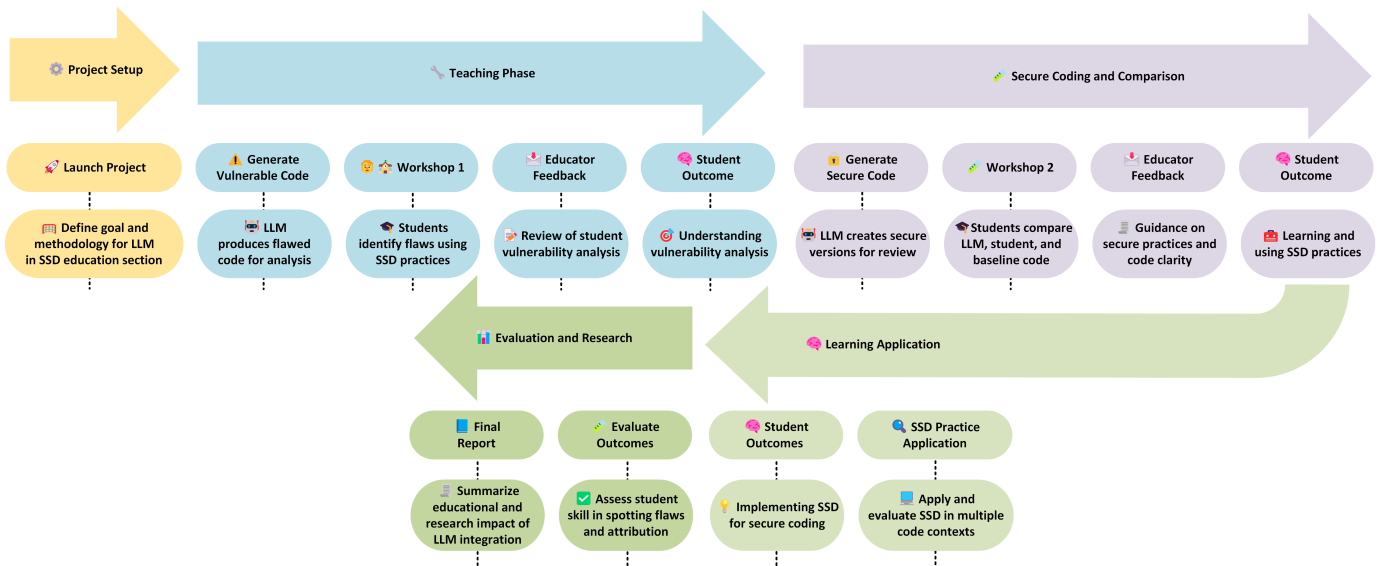 Project Setup
Teaching Phase
Secure Coding and Comparison
Launch Project
Generate
Vulnerable Code
Workshop 1
Educator
Feedback
Student
Outcome
Generate
Secure Code
Workshop 2
Educator
Feedback
Student
Outcome
Define goal and
methodology for LLM
in SSD education section
LLM
produces flawed
code for analysis
Students
identify flaws using
SSD practices
Review of student
vulnerability analysis
Understanding
vulnerability analysis
LLM creates secure
versions for review
Students compare
LLM, student, and
baseline code
Guidance on
secure practices and
code clarity
Learning and
using SSD practices
Evaluation and Research
Learning Application
Final
Report
Evaluate
Outcomes
Student
Outcomes
SSD Practice
Application
Summarize
educational and
research impact of
LLM integration
Assess student
skill in spotting flaws
and attribution
Implementing SSD
for secure coding
Apply and
evaluate SSD in multiple
code contexts